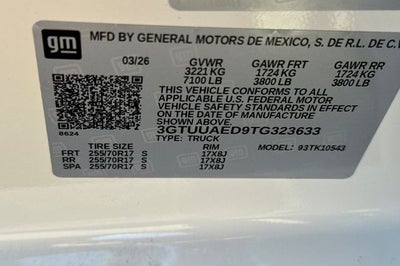 gm
MFD BY GENERAL MOTORS DE MEXICO, S. DE R.L. DE C.V
03/26 GVWR GAWR FRT GAWR RR
3221 KG 1724 KG 1724 KG
7100 LB 3800 LB 3800 LB
THIS VEHICLE CONFORMS TO ALL
APPLICABLE U.S. FEDERAL MOTOR
VEHICLE SAFETY STANDARDS IN EFFECT
ON THE DATE OF MANUFACTURE SHOWN ABOVE.
3GTUUAED9TG323633
8624 TYPE: TRUCK MODEL: 93TK10543
TIRE SIZE RIM
FRT 255/70R17 S 17X8J
RR 255/70R17 S 17X8J
SPA 255/70R17 S 17X8J